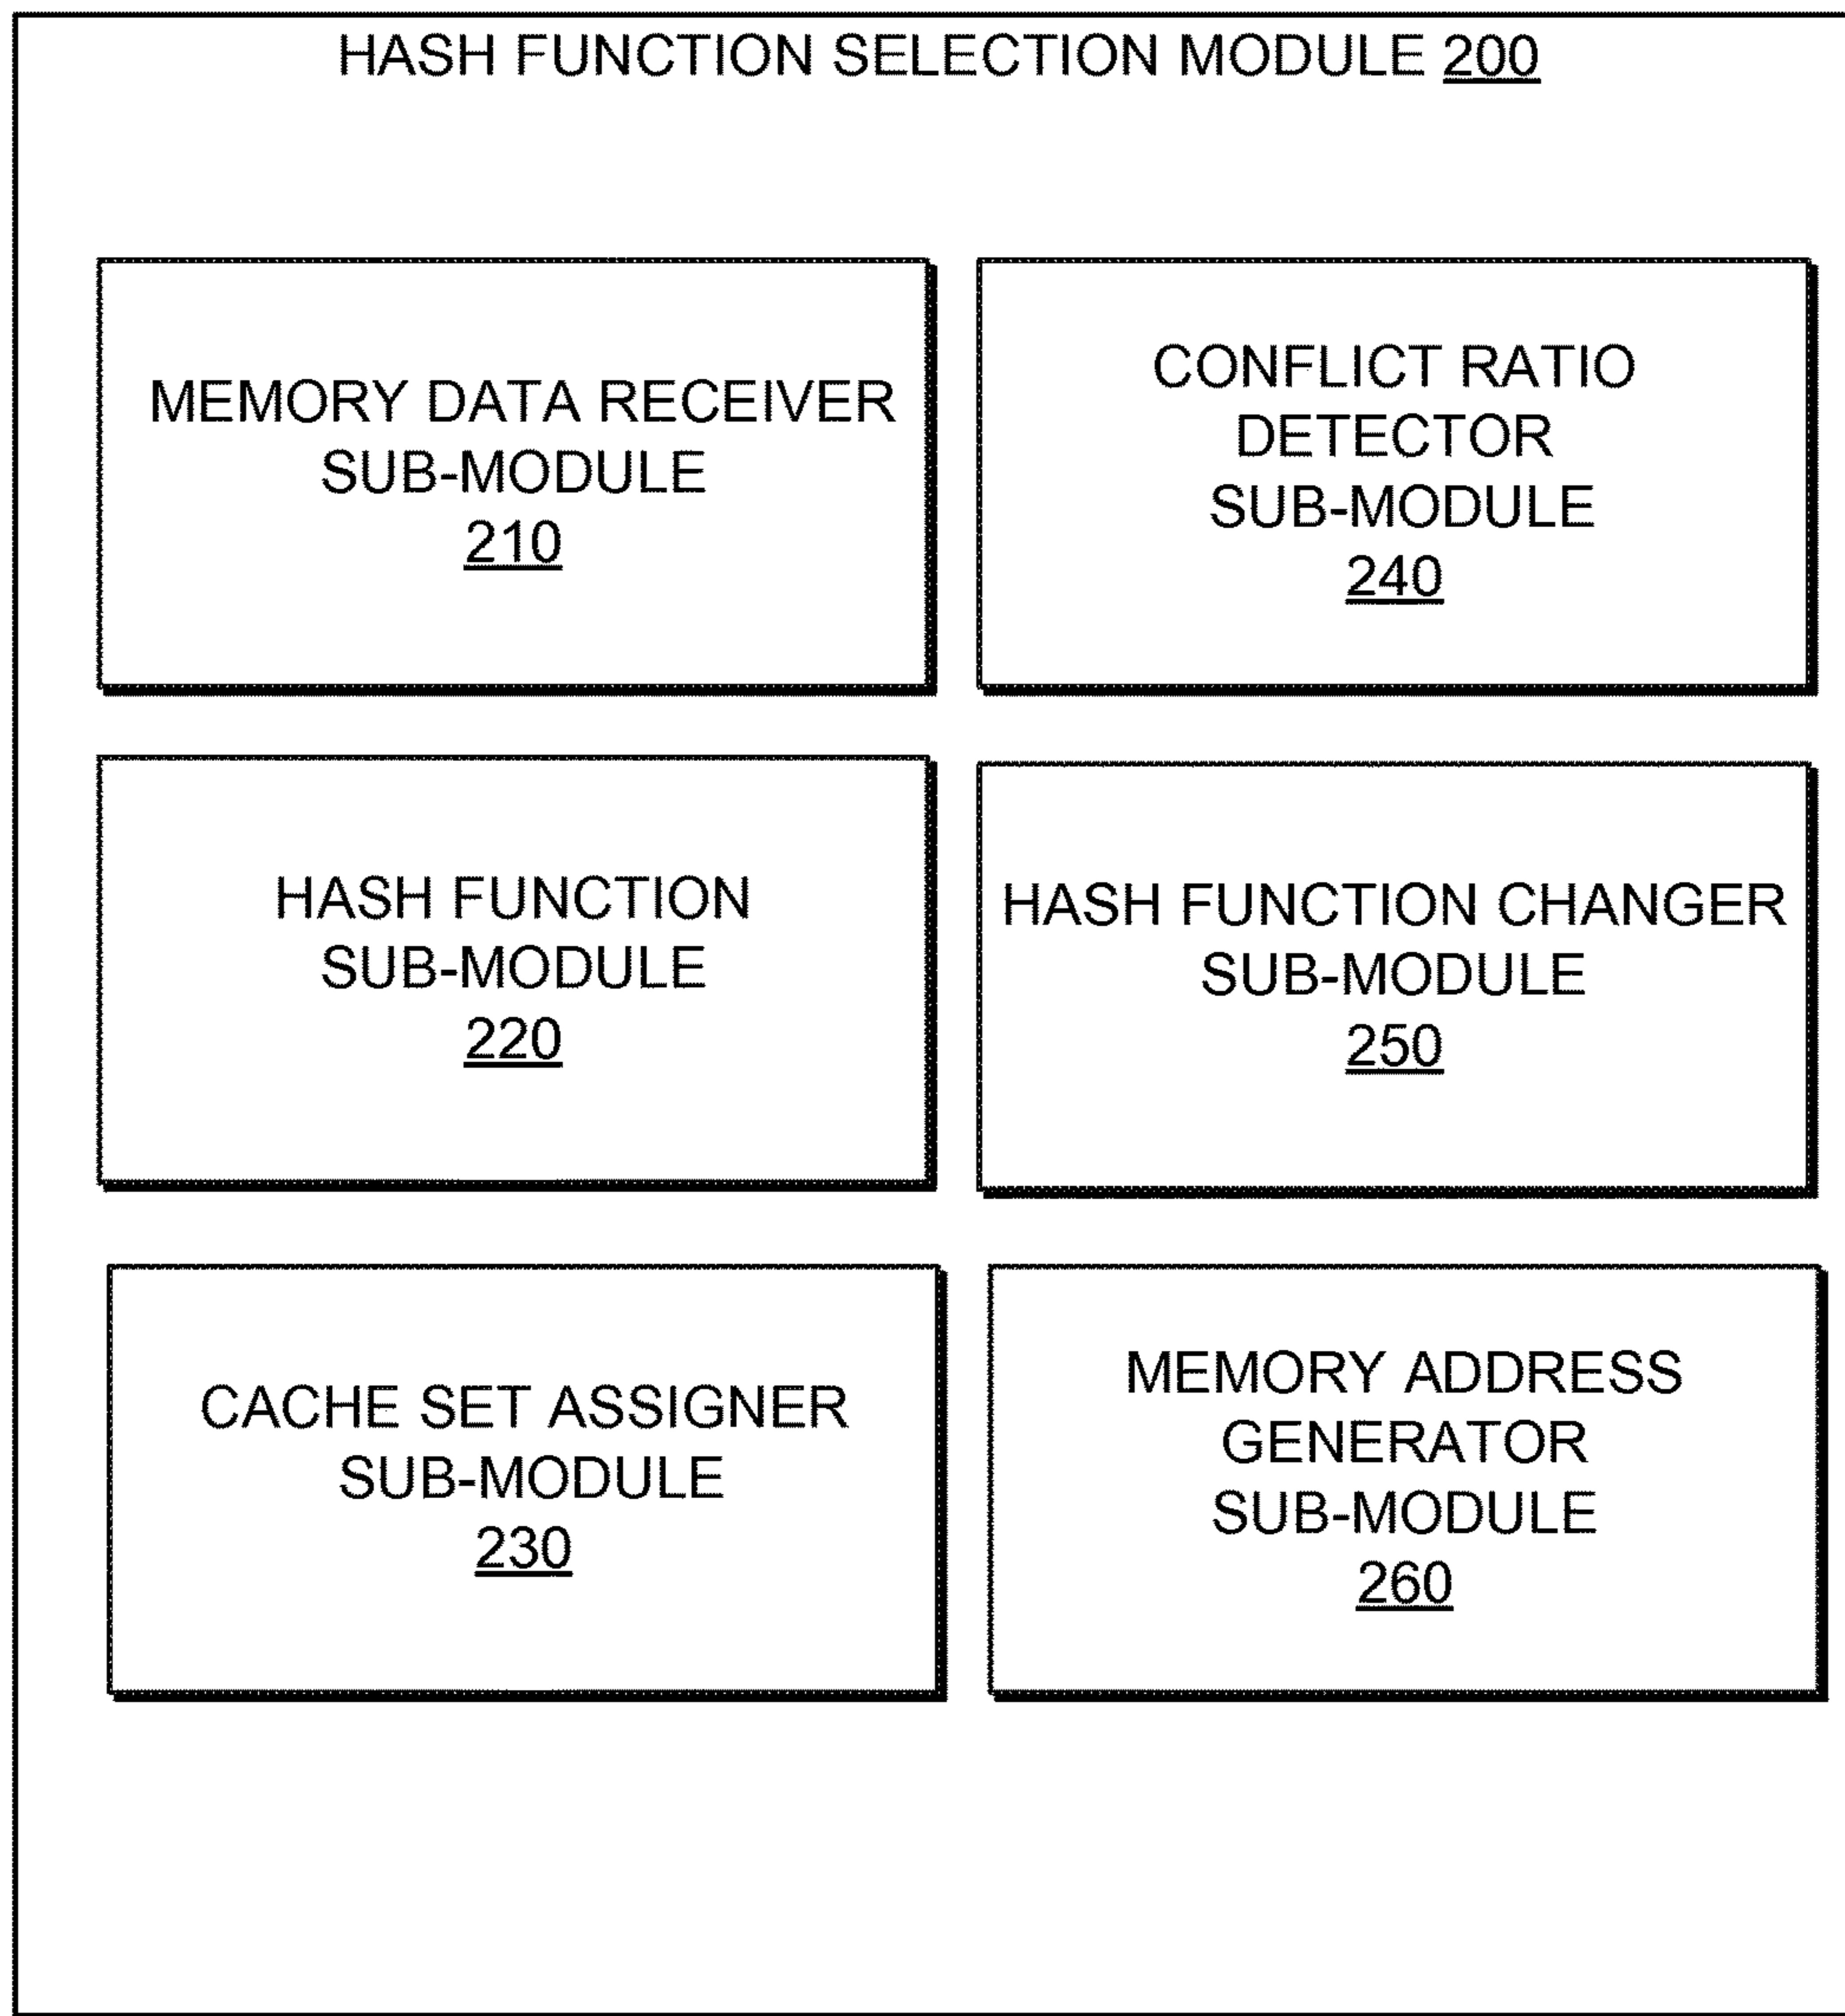 HASH FUNCTION SELECTION MODULE 200
MEMORY DATA RECEIVER
SUB-MODULE
210
CONFLICT RATIO
DETECTOR
SUB-MODULE
240
HASH FUNCTION
SUB-MODULE
220
HASH FUNCTION CHANGER
SUB-MODULE
250
CACHE SET ASSIGNER
SUB-MODULE
230
MEMORY ADDRESS
GENERATOR
SUB-MODULE
260